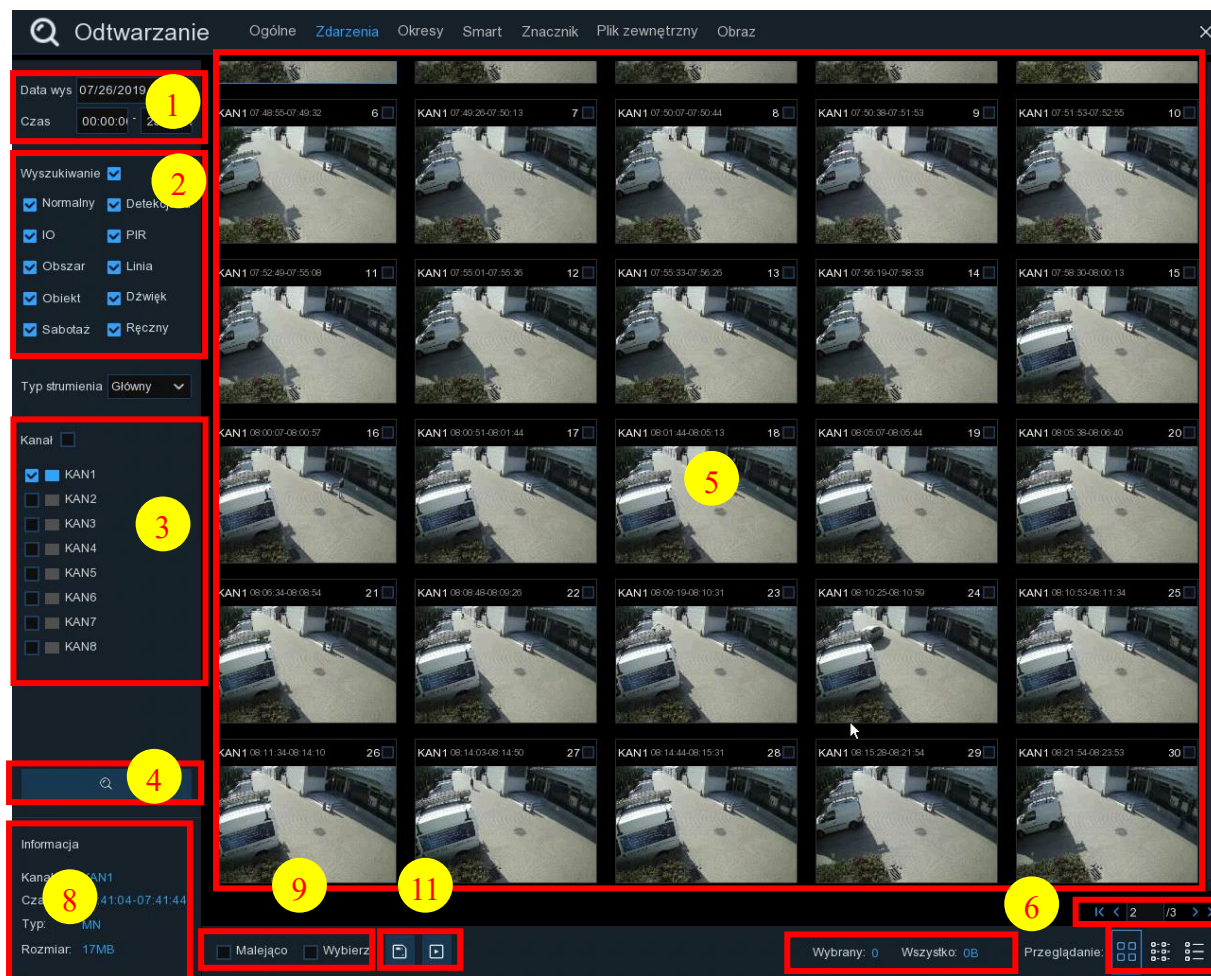 Odtwarzanie Ogólne Zdarzenia Okresy Smart Znacznik Plik zewnętrzny Obraz
Data wys 07/26/2019
1
Czas 00:00:0 -
Wyszukiwanie
2
Normalny
IO PIR
Obszar Linia
Obiekt Dźwięk
Sabotaż Ręczny
Typ strumienia Główny
Kanał
KAN1
KAN2
KAN3
KAN4
KAN5
KAN6
KAN7
KAN8
3
4
Informacja
KAN1
:41:04-07:41:44
Typ: MN
Rozmiar: 17MB
8
KAN1 07:48:55-07:49:32 6 KAN1 07:49:26-07:50:13 7 KAN1 07:50:07-07:50:44 8 KAN1 07:50:38-07:51:53 9 KAN1 07:51:53-07:52:55 10
KAN1 07:52:49-07:55:08 11 KAN1 07:55:01-07:55:36 12 KAN1 07:55:33-07:56:26 13 KAN1 07:56:19-07:58:33 14 KAN1 07:58:30-08:00:13 15
KAN1 08:00:07-08:00:57 16 KAN1 08:00:51-08:01:44 17 KAN1 08:01:44-08:05:13 18 KAN1 08:05:07-08:05:44 19 KAN1 08:05:38-08:06:40 20
5
KAN1 08:06:34-08:08:54 21 KAN1 08:08:48-08:09:26 22 KAN1 08:09:19-08:10:31 23 KAN1 08:10:25-08:10:59 24 KAN1 08:10:53-08:11:34 25
KAN1 08:11:34-08:14:10 26 KAN1 08:14:03-08:14:50 27 KAN1 08:14:44-08:15:31 28 KAN1 08:15:28-08:21:54 29 KAN1 08:21:54-08:23:53 30
9 11 6
2 /3
Malejąco Wybierz Wybrany: 0 Wszystko: 0B Przeglądanie: